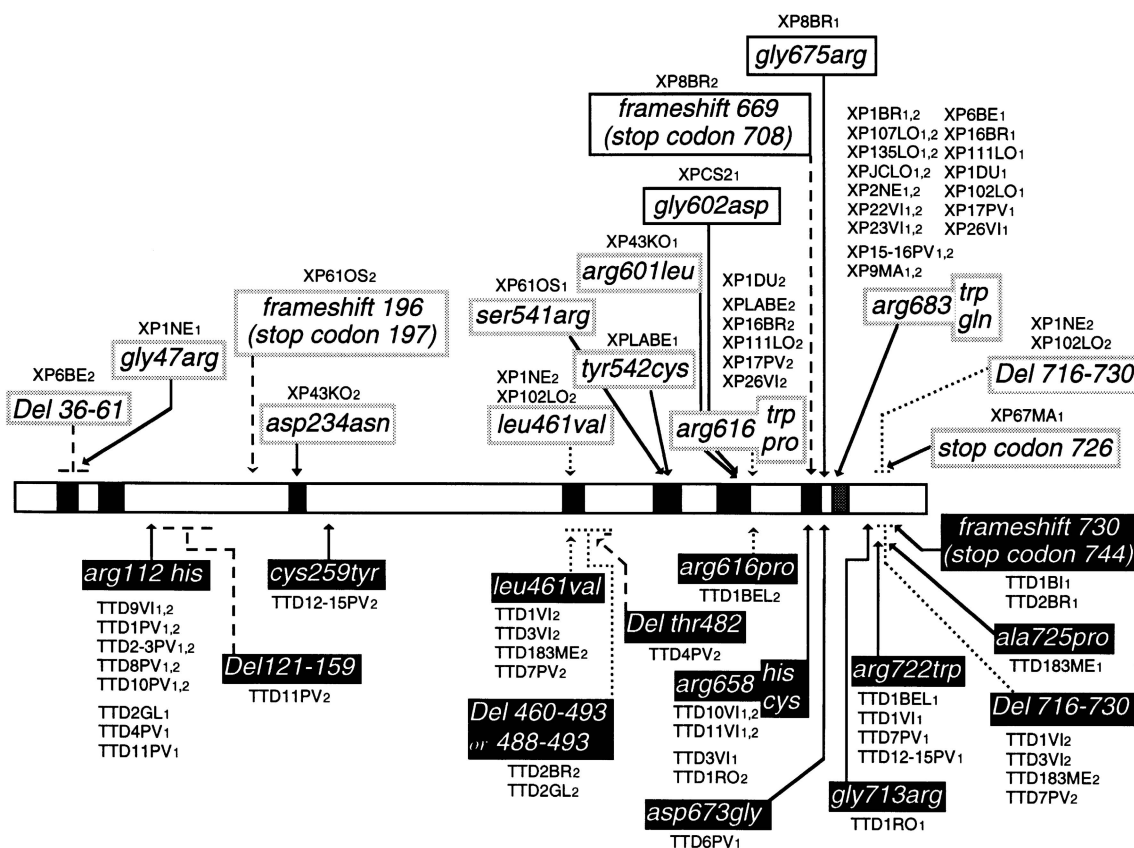 XP8BR1
gly675arg
XP8BR2
frameshift 669
(stop codon 708)
XPCS21
gly602asp
XP1BR1,2 XP6BE1
XP107LO1,2 XP16BR1
XP135LO1,2 XP111LO1
XPJCLO1,2 XP1DU1
XP2NE1,2 XP102LO1
XP22VI1,2 XP17PV1
XP23VI1,2 XP26VI1
XP15-16PV1,2
XP9MA1,2
arg683 trp
gln
XP43KO1
arg601leu
XP1DU2
XPLABE2
XP16BR2
XP111LO2
XP17PV2
XP26VI2
arg616 trp
pro
XP61OS2
frameshift 196
(stop codon 197)
XP61OS1
ser541arg
XPLABE1
tyr542cys
XP1NE1
gly47arg
XP6BE2
Del 36-61
XP43KO2
asp234asn
XP1NE2
XP102LO2
leu461val
XP1NE2
XP102LO2
Del 716-730
XP67MA1
stop codon 726
arg112 his
TTD9VI1,2
TTD1PV1,2
TTD2-3PV1,2
TTD8PV1,2
TTD10PV1,2
TTD2GL1
TTD4PV1
TTD11PV1
Del121-159
TTD11PV2
cys259tyr
TTD12-15PV2
leu461val
TTD1VI2
TTD3VI2
TTD183ME2
TTD7PV2
Del 460-493
or 488-493
TTD2BR2
TTD2GL2
Del thr482
TTD4PV2
arg616pro
TTD1BEL2
arg658 his
cys
TTD10VI1,2
TTD11VI1,2
TTD3VI1
TTD1RO2
asp673gly
TTD6PV1
gly713arg
TTD1RO1
arg722trp
TTD1BEL1
TTD1VI1
TTD7PV1
TTD12-15PV1
frameshift 730
(stop codon 744)
TTD1BI1
TTD2BR1
ala725pro
TTD183ME1
Del 716-730
TTD1VI2
TTD3VI2
TTD183ME2
TTD7PV2